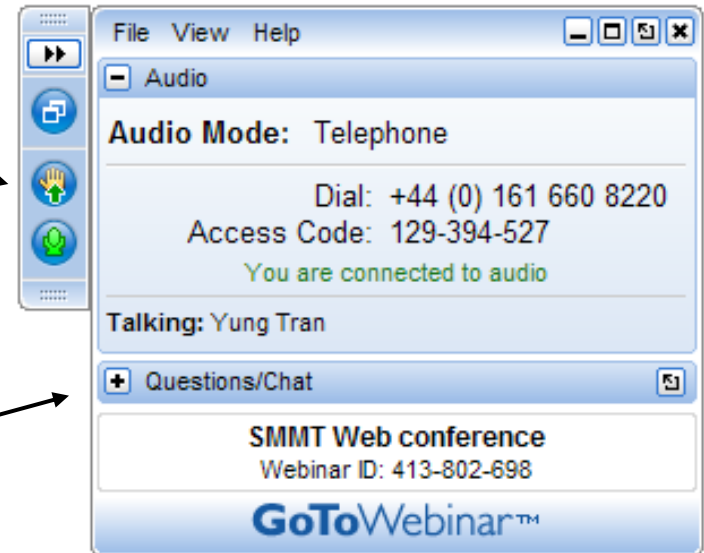 File View Help
Audio
Audio Mode: Telephone
Dial: +44 (0) 161 660 8220
Access Code: 129-394-527
You are connected to audio
Talking: Yung Tran
Questions/Chat
SMMT Web conference
Webinar ID: 413-802-698
GoToWebinar™